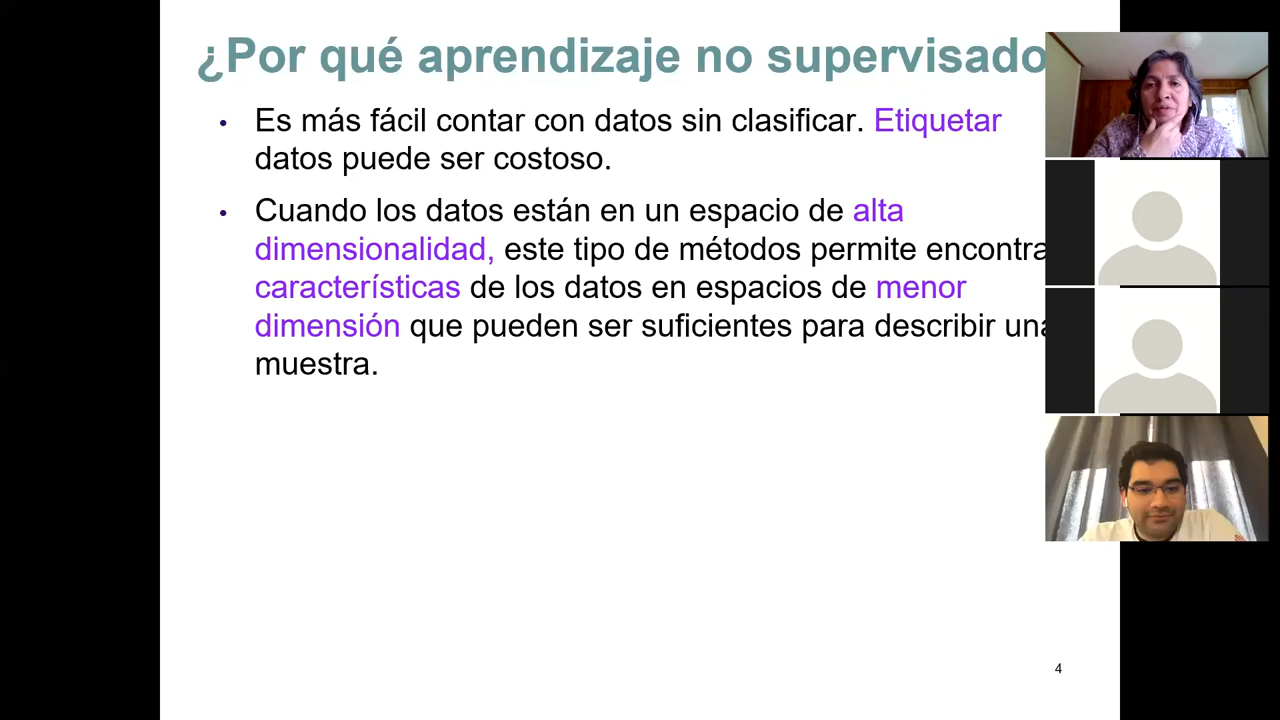 ¿Por qué aprendizaje no supervisado
• Es más fácil contar con datos sin clasificar. Etiquetar
datos puede ser costoso.
• Cuando los datos están en un espacio de alta
dimensionalidad, este tipo de métodos permite encontra
características de los datos en espacios de menor
dimensión que pueden ser suficientes para describir una
muestra.
4